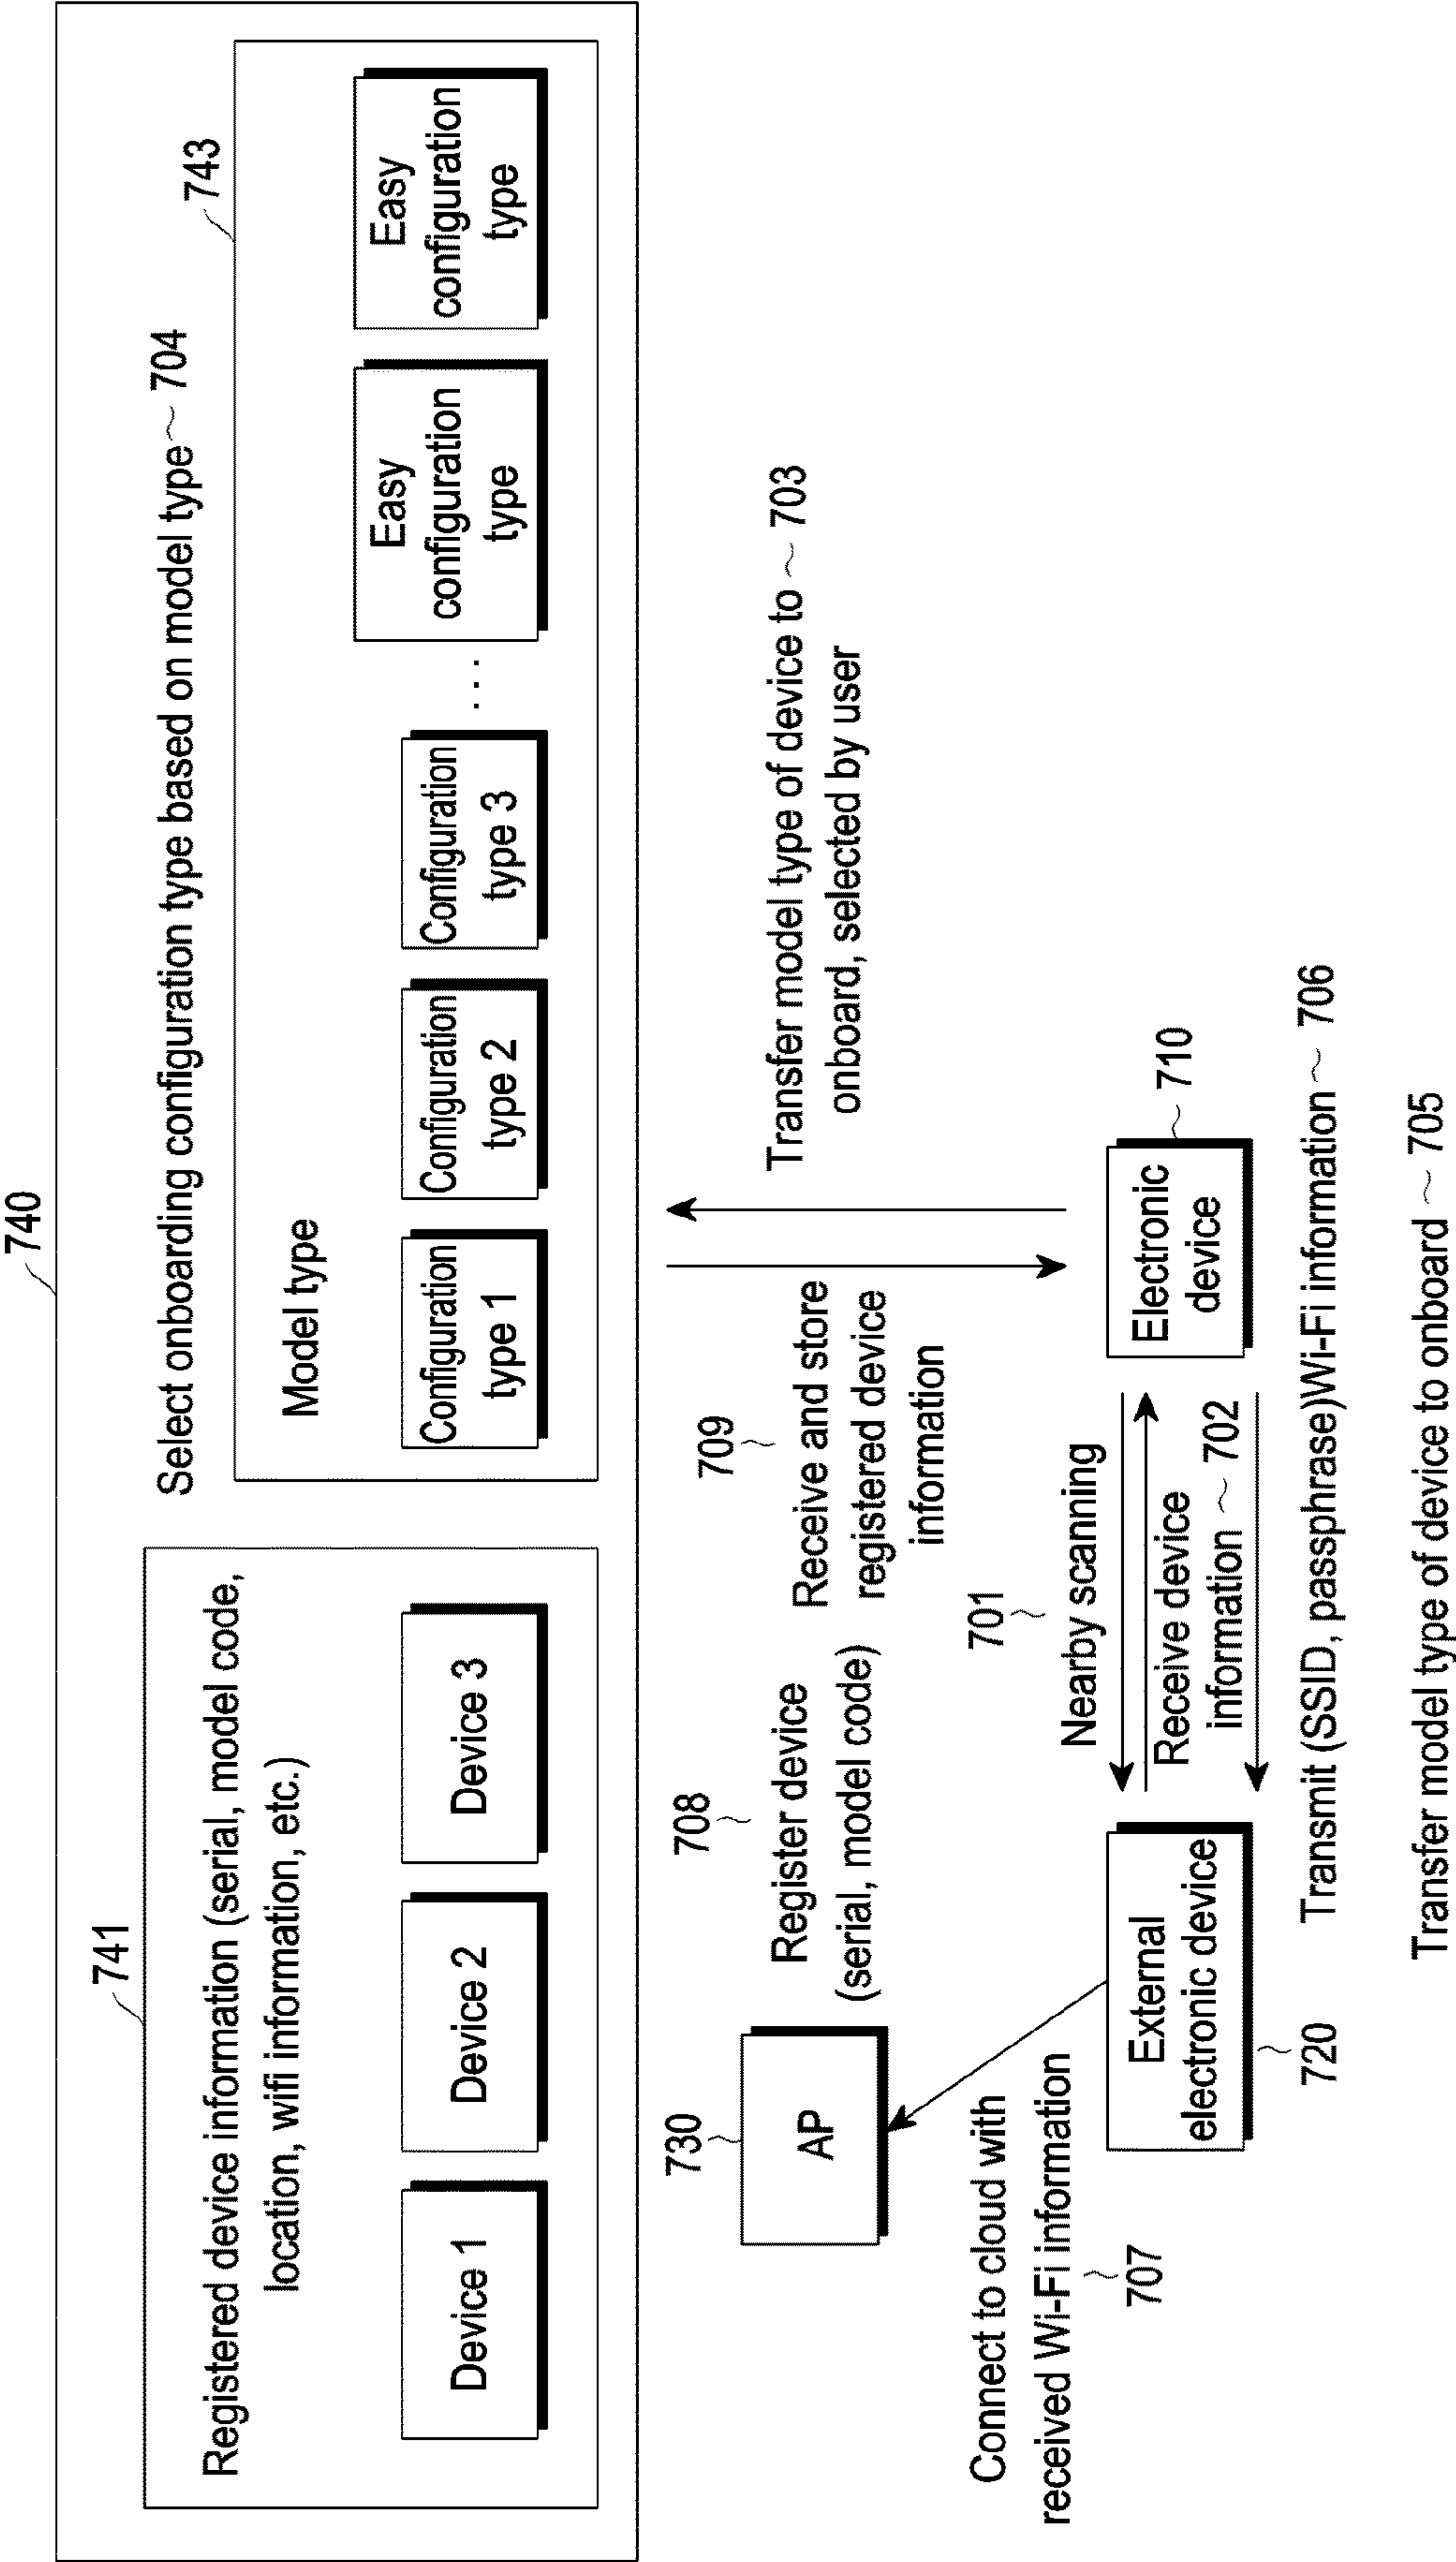 740
741
Registered device information (serial, model code,
location, wifi information, etc.)
Device 1
Device 2
Device 3
Select onboarding configuration type based on model type
704
743
Model type
Configuration
type 1
Configuration
type 2
Configuration
type 3
...
Easy
configuration
type
Easy
configuration
type
730
AP
708
Register device
(serial, model code)
709
Receive and store
registered device
information
Transfer model type of device to
703
onboard, selected by user
Connect to cloud with
received Wi-Fi information
707
701
Nearby scanning
Receive device
information
702
External
electronic device
720
Electronic
device
710
Transmit (SSID, passphrase)Wi-Fi information
706
Transfer model type of device to onboard
705